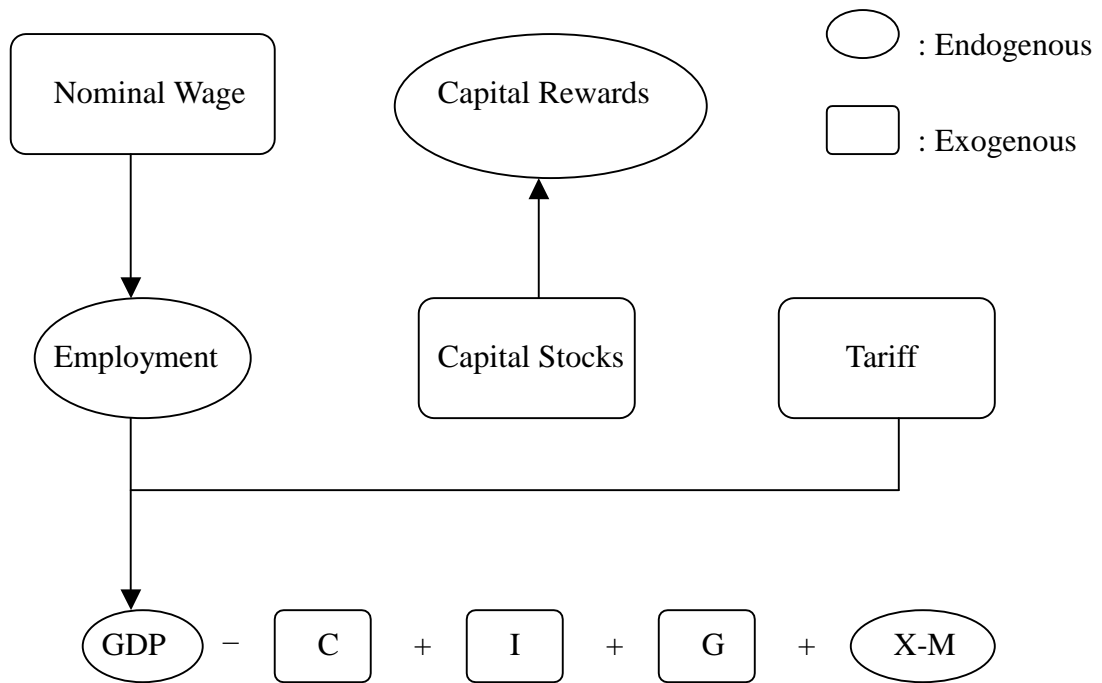 Nominal Wage
Capital Rewards
: Endogenous
: Exogenous
Employment
Capital Stocks
Tariff
GDP – C + I + G + X-M